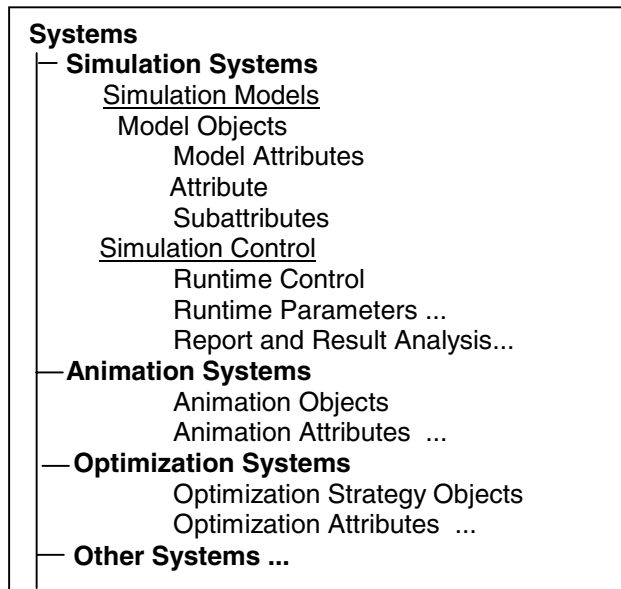 Systems
Simulation Systems
Simulation Models
Model Objects
Model Attributes
Attribute
Subattributes
Simulation Control
Runtime Control
Runtime Parameters ...
Report and Result Analysis...
Animation Systems
Animation Objects
Animation Attributes ...
Optimization Systems
Optimization Strategy Objects
Optimization Attributes ...
Other Systems ...